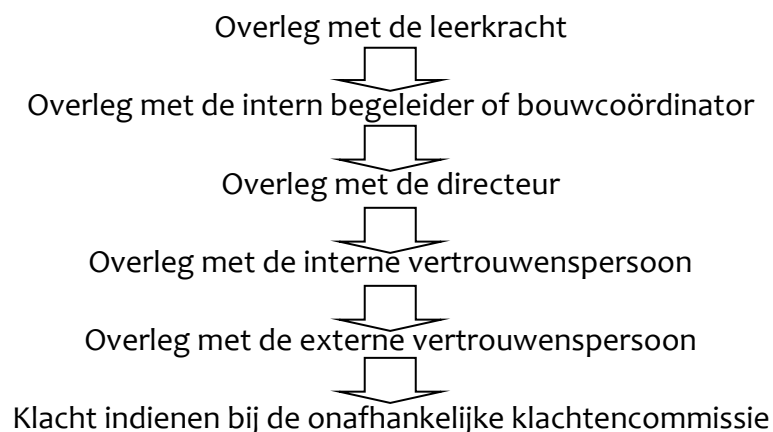 Overleg met de leerkracht
Overleg met de intern begeleider of bouwcoördinator
Overleg met de directeur
Overleg met de interne vertrouwenspersoon
Overleg met de externe vertrouwenspersoon
Klacht indienen bij de onafhankelijke klachtencommissie